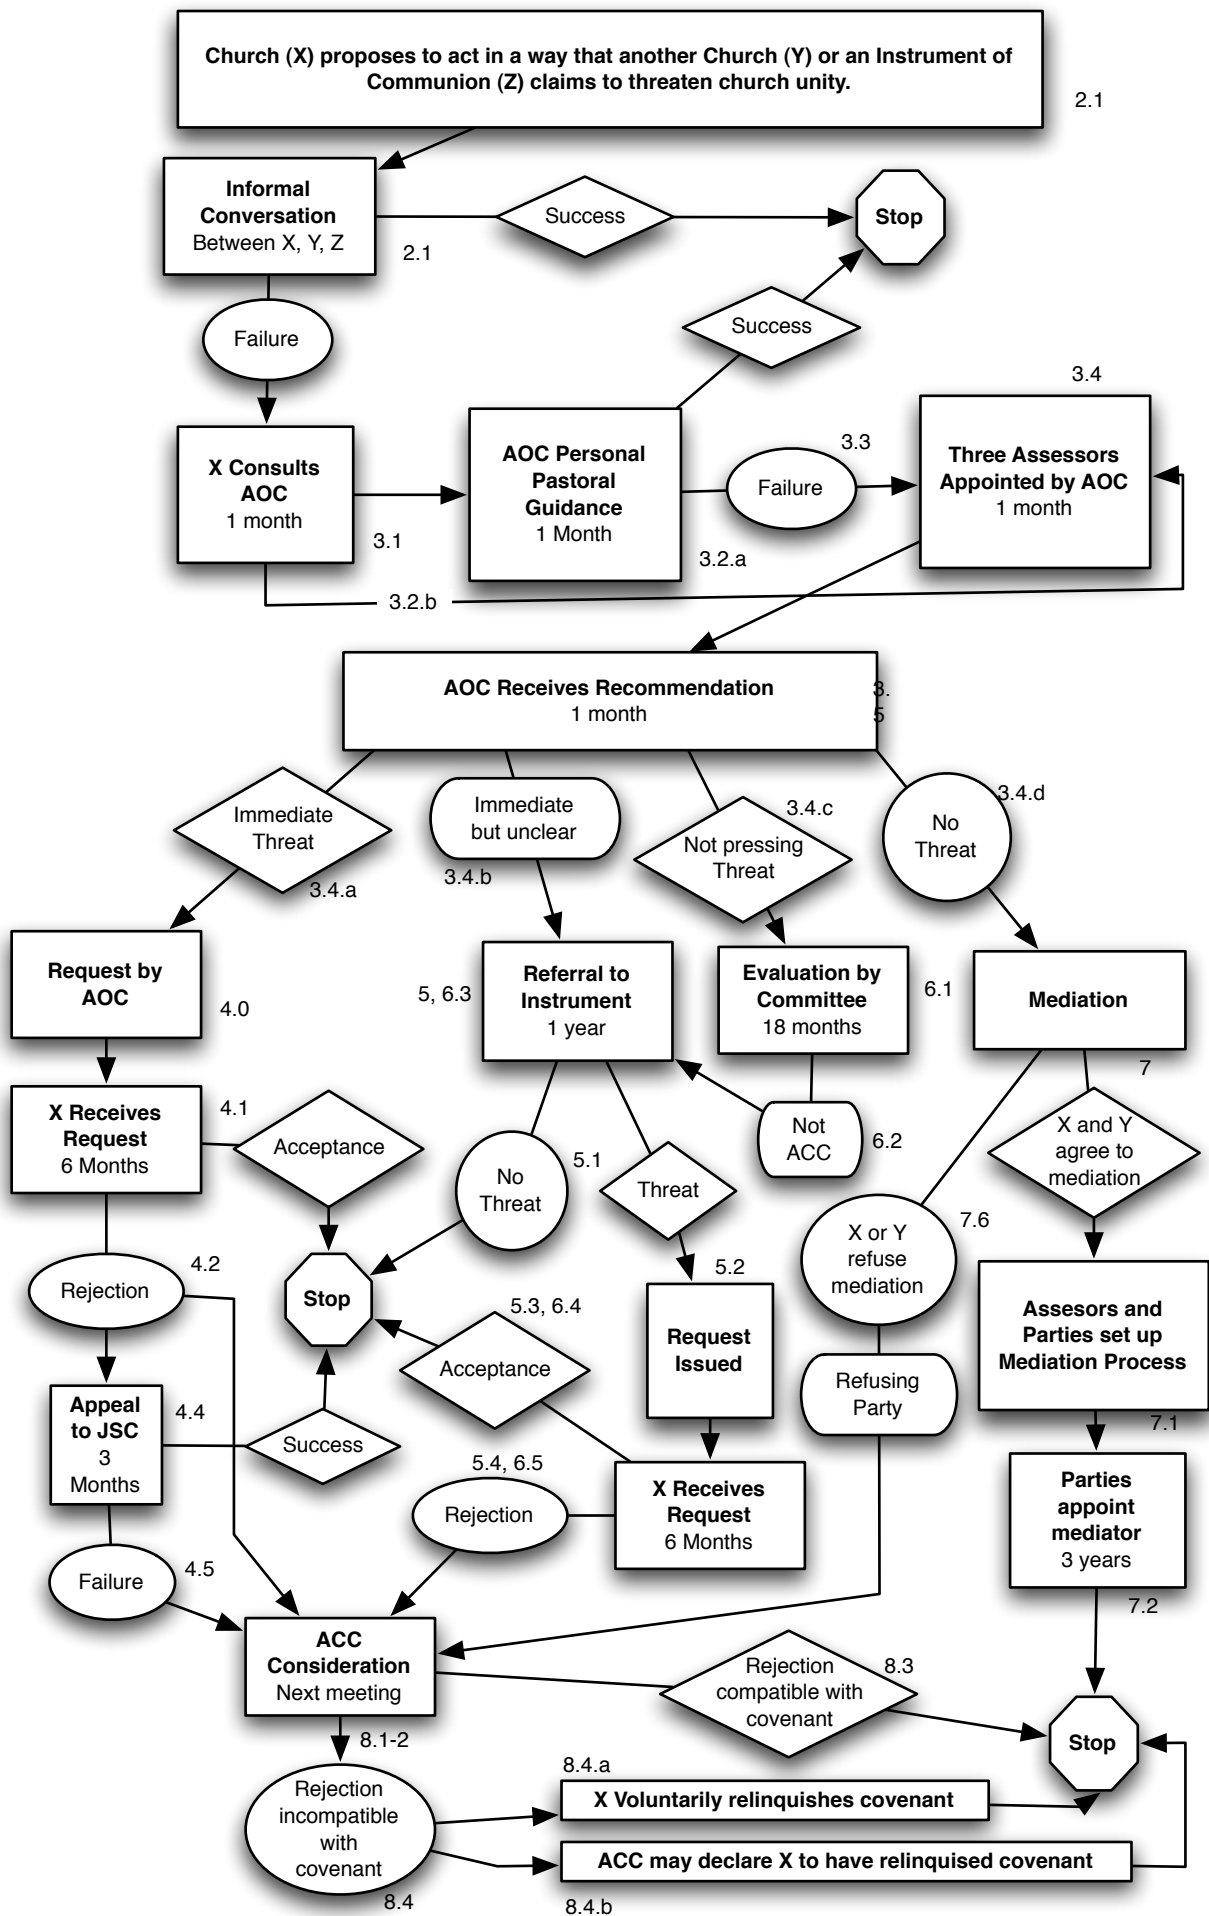 Church (X) proposes to act in a way that another Church (Y) or an Instrument of
Communion (Z) claims to threaten church unity.
2.1
Informal
Conversation
Between X, Y, Z
2.1
Success
Stop
Failure
Success
X Consults
AOC
1 month
3.1
AOC Personal
Pastoral
Guidance
1 Month
3.2.a
Failure
3.3
3.4
Three Assessors
Appointed by AOC
1 month
3.2.b
AOC Receives Recommendation
1 month
3.
5
Immediate
Threat
3.4.a
Immediate
but unclear
3.4.b
Not pressing
Threat
3.4.c
No
Threat
3.4.d
Request by
AOC
4.0
5, 6.3
Referral to
Instrument
1 year
Evaluation by
Committee
18 months
6.1
Mediation
7
X Receives
Request
6 Months
4.1
Acceptance
No
Threat
5.1
Threat
Not
ACC
6.2
X and Y
agree to
mediation
X or Y
refuse
mediation
7.6
Rejection
4.2
Stop
5.2
5.3, 6.4
Acceptance
Request
Issued
Refusing
Party
Assesors and
Parties set up
Mediation Process
7.1
Appeal
to JSC
3
Months
4.4
Success
5.4, 6.5
Rejection
X Receives
Request
6 Months
Parties
appoint
mediator
3 years
7.2
Failure
4.5
ACC
Consideration
Next meeting
8.1-2
Rejection
compatible with
covenant
8.3
Stop
Rejection
incompatible
with
covenant
8.4
8.4.a
X Voluntarily relinquishes covenant
ACC may declare X to have relinquised covenant
8.4.b